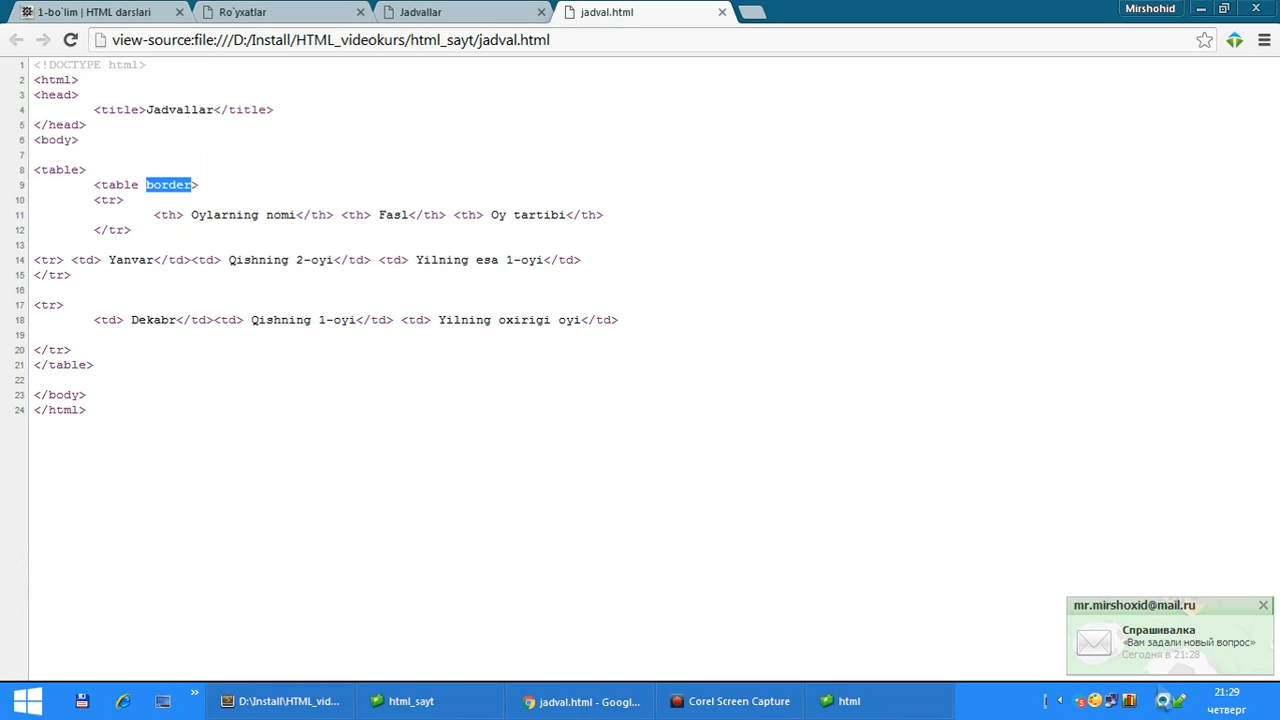 1-bo`lim | HTML darslari
Ro`yxatlar
Jadvallar
jadval.html
Mirshohid
view-source:file:///D:/Install/HTML_videokurs/html_sayt/jadval.html
1 <!DOCTYPE html>
2 <html>
3 <head>
4 <title>Jadvallar</title>
5 </head>
6 <body>
7
8 <table>
9 <table border>
10 <tr>
11 <th> Oylarning nomi</th> <th> Fasl</th> <th> Oy tartibi</th>
12 </tr>
13
14 <tr> <td> Yanvar</td><td> Qishning 2-oyi</td> <td> Yilning esa 1-oyi</td>
15 </tr>
16
17 <tr>
18 <td> Dekabr</td><td> Qishning 1-oyi</td> <td> Yilning oxirigi oyi</td>
19
20 </tr>
21 </table>
22
23 </body>
24 </html>
mr.mirshoxid@mail.ru
Спрашивалка
«Вам задали новый вопрос»
Сегодня в 21:28
D:\Install\HTML_vid...
html_sayt
jadval.html - Googl...
Corel Screen Capture
html
21:29
четверг